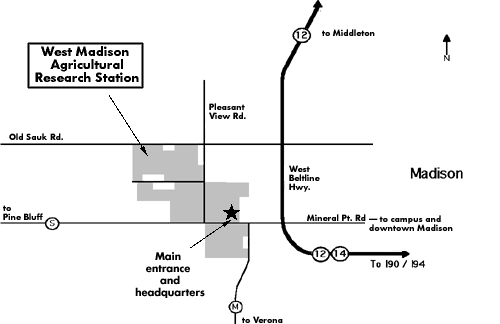 12
to Middleton
N
West Madison
Agricultural
Research Station
Pleasant
View Rd.
Old Sauk Rd.
West
Beltline
Hwy.
Madison
to
Pine Bluff
S
Mineral Pt. Rd — to campus and
downtown Madison
Main
entrance
and
headquarters
12 14
To I90 / I94
M
to Verona